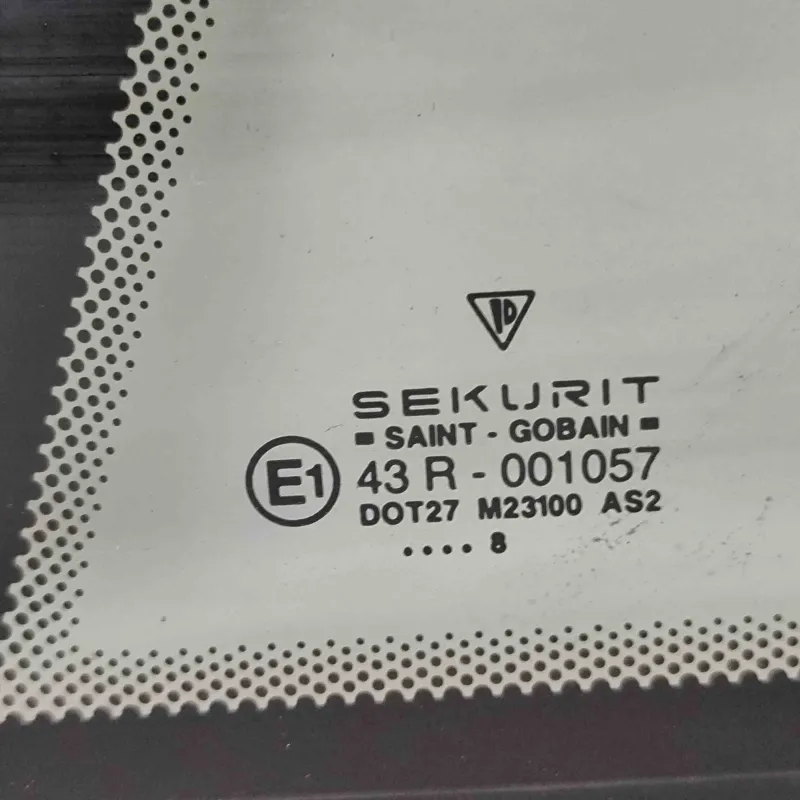 SEKURIT
SAINT - GOBAIN
E1
43 R - 001057
DOT27 M23100 AS2
.... 8